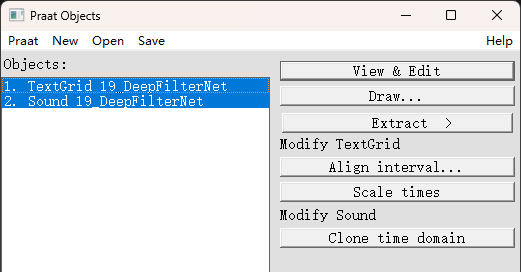 Praat Objects
Praat New Open Save Help
Objects:
1. TextGrid 19_DeepFilterNet
2. Sound 19_DeepFilterNet
View & Edit
Draw...
Extract >
Modify TextGrid
Align interval...
Scale times
Modify Sound
Clone time domain